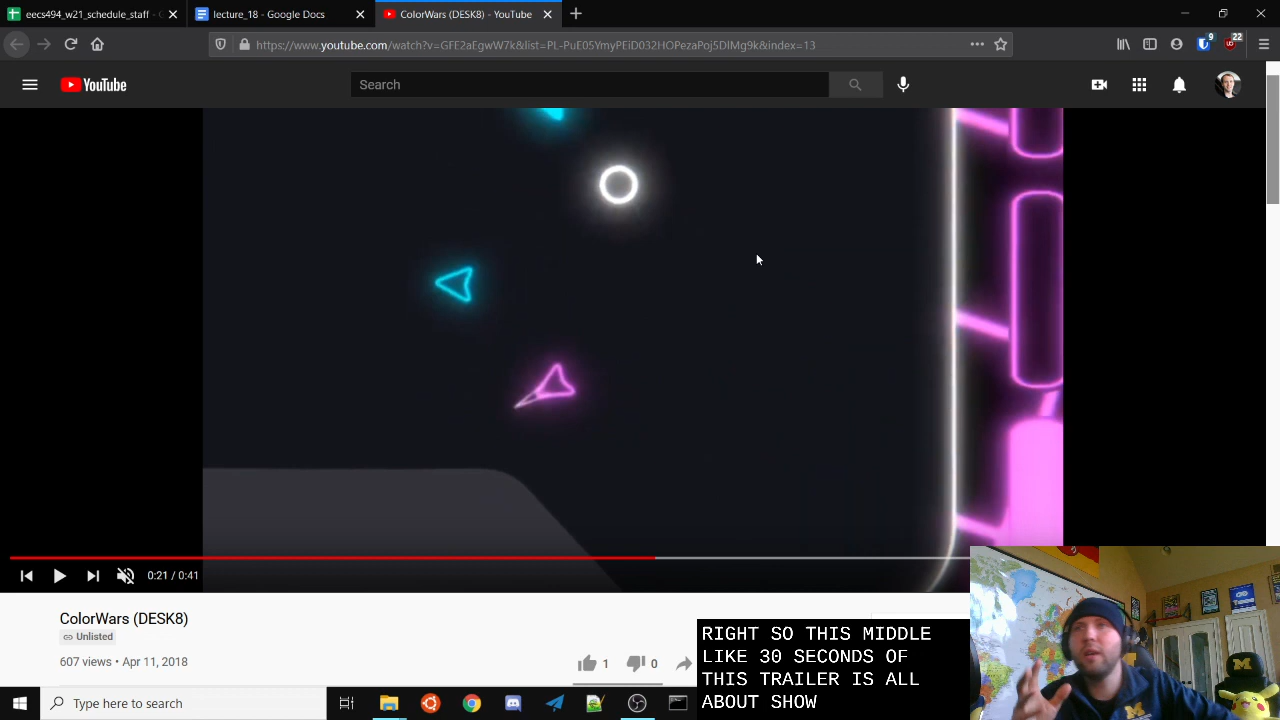 eecs494_w21_schedule_staff - G
lecture_18 - Google Docs
ColorWars (DESK8) - YouTube
https://www.youtube.com/watch?v=GFE2aEgwW7k&list=PL-PuE05YmyPEiD032HOPezaPoj5DIMg9k&index=13
9
22
YouTube
Search
0:21 / 0:41
ColorWars (DESK8)
Unlisted
607 views • Apr 11, 2018
1
0
RIGHT SO THIS MIDDLE
LIKE 30 SECONDS OF
THIS TRAILER IS ALL
ABOUT SHOW
Type here to search
M
M